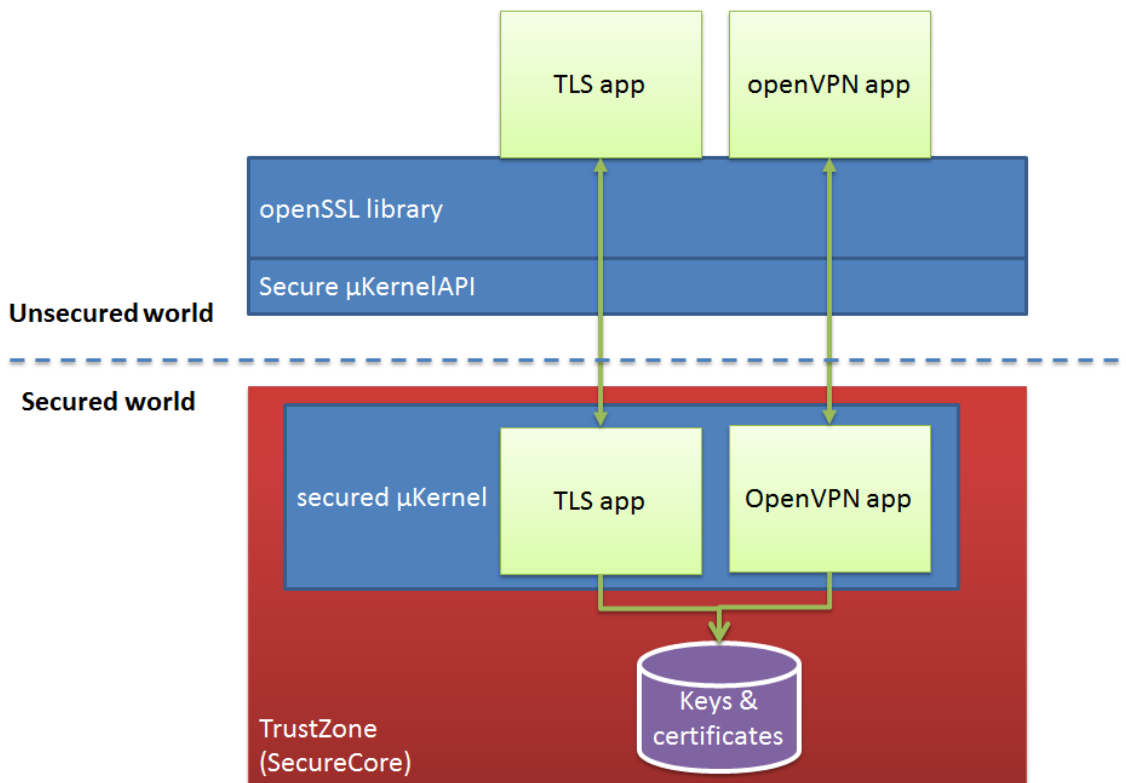 TLS app
openVPN app
openSSL library
Secure µKernelAPI
Unsecured world
Secured world
secured µKernel
TLS app
OpenVPN app
Keys &
certificates
TrustZone
(SecureCore)